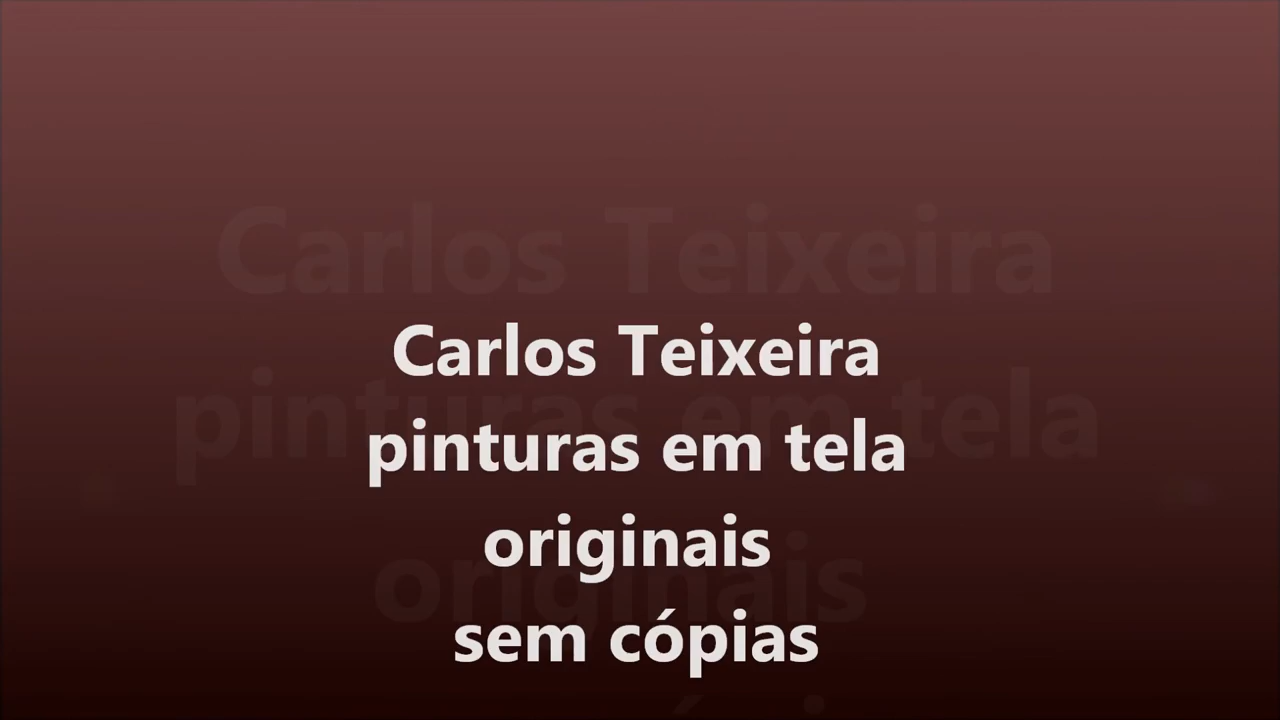 Carlos Teixeira
pinturas em tela
originais
sem cópias